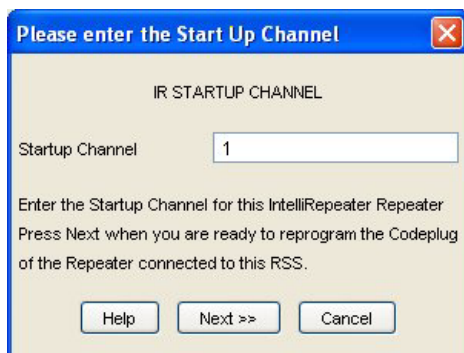 Please enter the Start Up Channel
IR STARTUP CHANNEL
Startup Channel 1
Enter the Startup Channel for this IntelliRepeater Repeater
Press Next when you are ready to reprogram the Codeplug
of the Repeater connected to this RSS.
Help Next >> Cancel